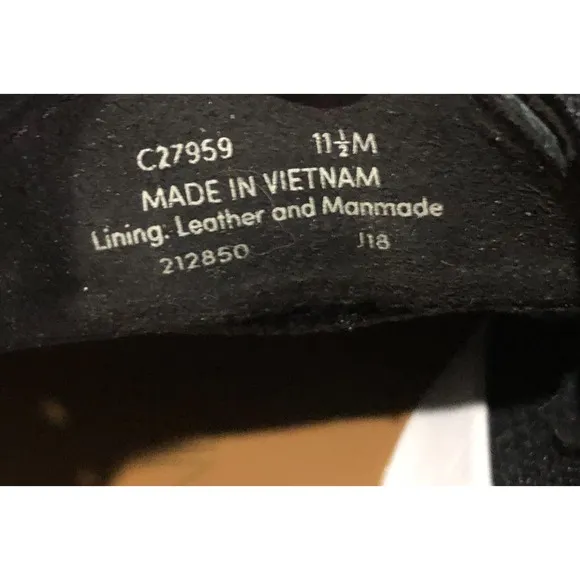 C27959 11½M
MADE IN VIETNAM
Lining: Leather and Manmade
212850 J18